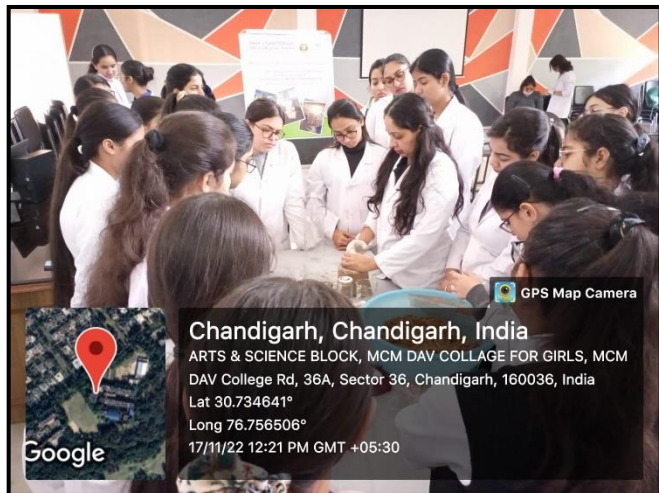 GPS Map Camera
Chandigarh, Chandigarh, India
ARTS & SCIENCE BLOCK, MCM DAV COLLAGE FOR GIRLS, MCM
DAV College Rd, 36A, Sector 36, Chandigarh, 160036, India
Lat 30.734641°
Long 76.756506°
17/11/22 12:21 PM GMT +05:30
Google